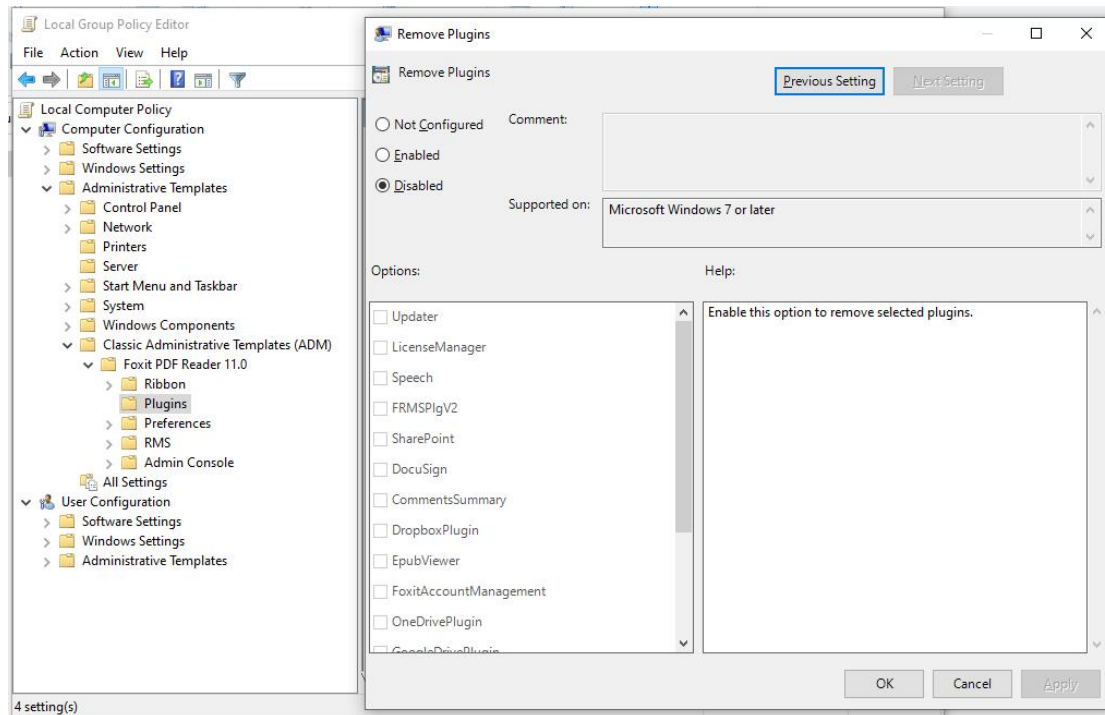 Local Group Policy Editor
File Action View Help
Local Computer Policy
Computer Configuration
Software Settings
Windows Settings
Administrative Templates
Control Panel
Network
Printers
Server
Start Menu and Taskbar
System
Windows Components
Classic Administrative Templates (ADM)
Foxit PDF Reader 11.0
Ribbon
Plugins
Preferences
RMS
Admin Console
All Settings
User Configuration
Software Settings
Windows Settings
Administrative Templates
4 setting(s)
Remove Plugins
Remove Plugins
Previous Setting
Next Setting
Not Configured
Enabled
Disabled
Comment:
Supported on:
Microsoft Windows 7 or later
Options:
Help:
Updater
LicenseManager
Speech
FRMSPlgV2
SharePoint
DocuSign
CommentsSummary
DropboxPlugin
EpubViewer
FoxitAccountManagement
OneDrivePlugin
GoogleDrivePlugin
Enable this option to remove selected plugins.
OK
Cancel
Apply